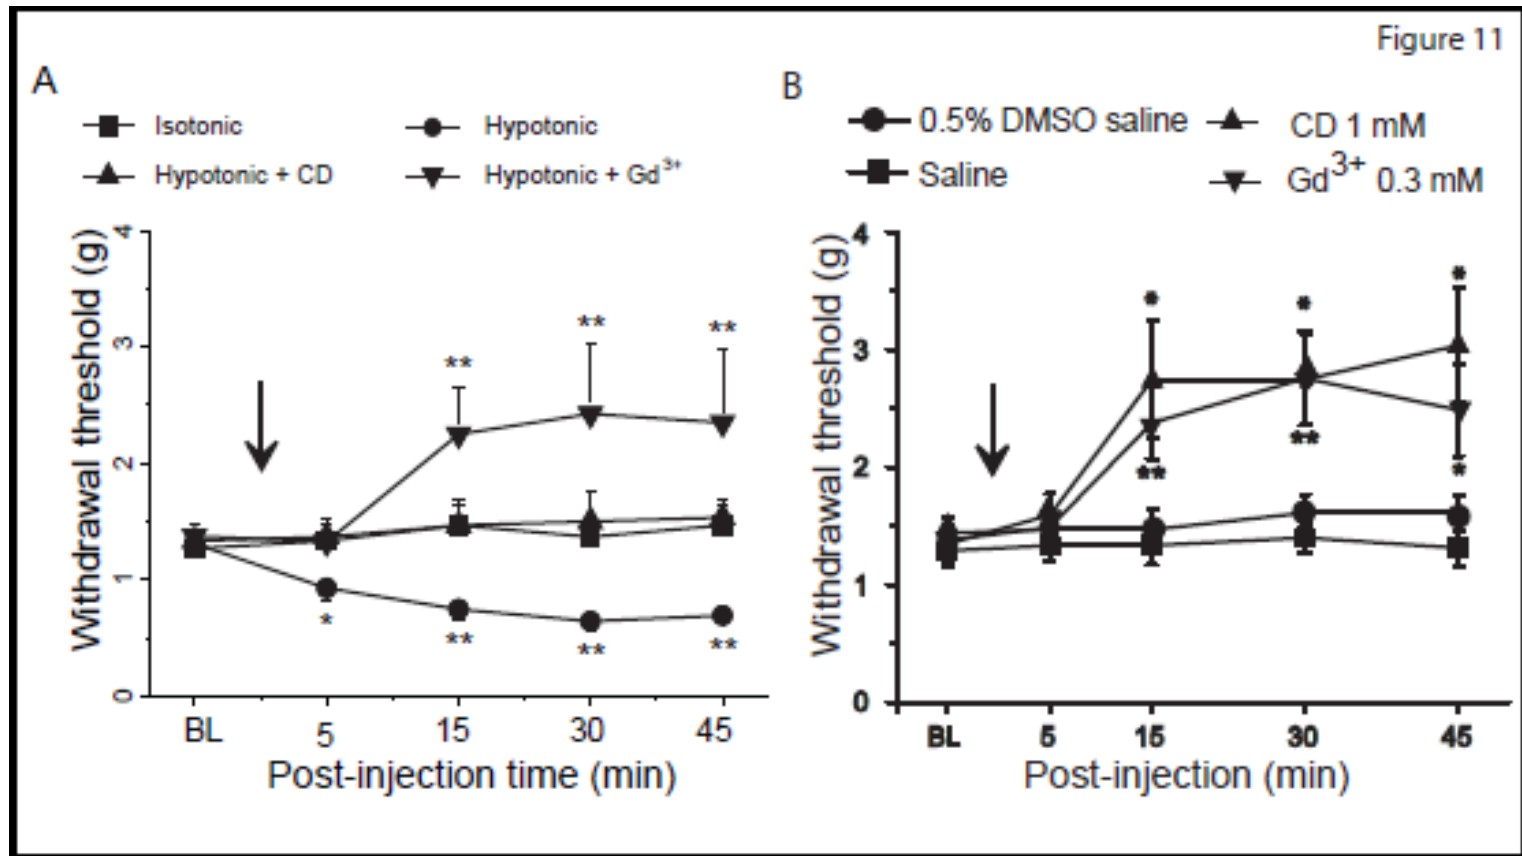 Figure 11
A
Isotonic
Hypotonic
Hypotonic + CD
Hypotonic + Gd³⁺
Withdrawal threshold (g)
4
3
2
1
0
**
**
**
*
**
**
**
BL
5
15
30
45
Post-injection time (min)
B
0.5% DMSO saline
CD 1 mM
Saline
Gd³⁺ 0.3 mM
Withdrawal threshold (g)
4
3
2
1
0
*
*
*
**
**
*
BL
5
15
30
45
Post-injection (min)